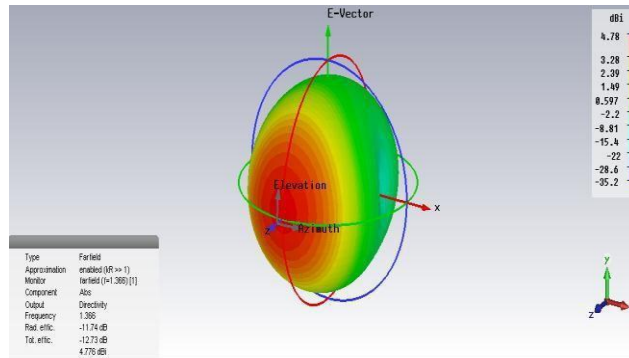 E-Vector
dBi
4.78
3.28
2.39
1.49
0.597
-2.2
-8.81
-15.4
-22
-28.6
-35.2
Elevation
x
z Azimuth
Type Farfield
Approximation enabled (kR >> 1)
Monitor farfield (f=1.366) [1]
Component Abs
Output Directivity
Frequency 1.366
Rad. effic. -11.74 dB
Tot. effic. -12.73 dB
4.776 dBi
y
z